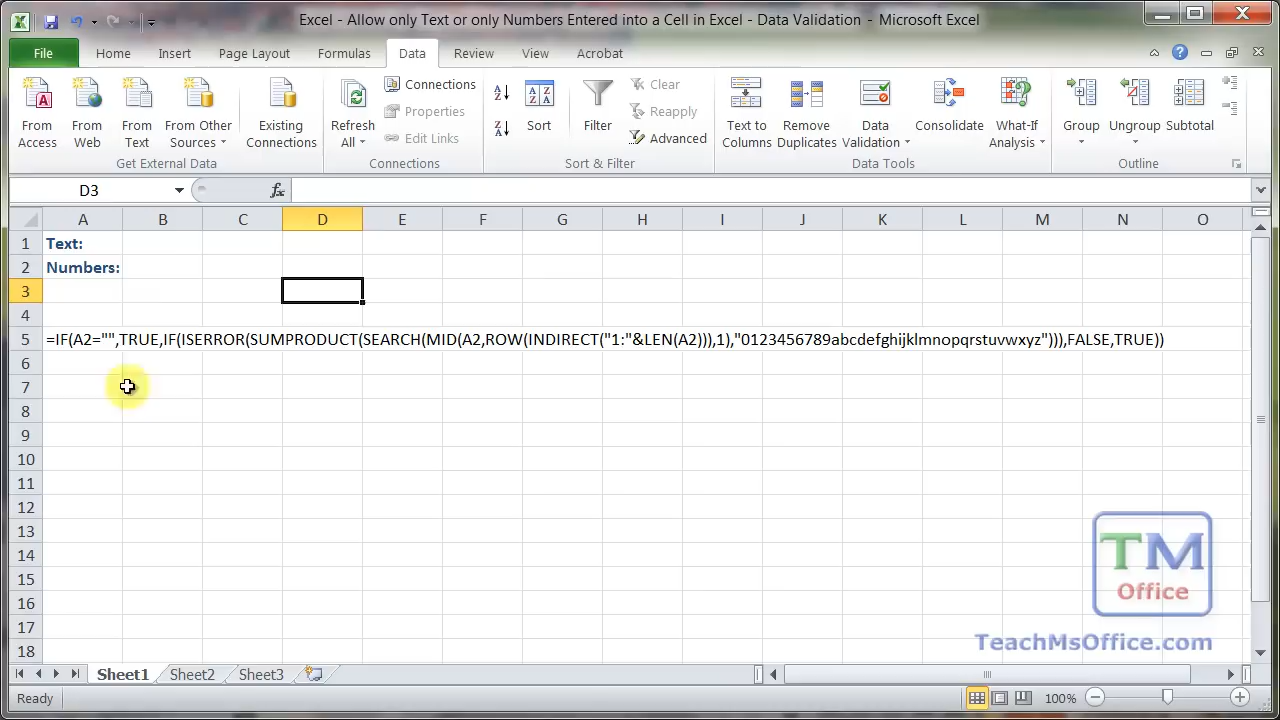 Excel - Allow only Text or only Numbers Entered into a Cell in Excel - Data Validation - Microsoft Excel
File Home Insert Page Layout Formulas Data Review View Acrobat
From Access
From Web
From Text
From Other Sources
Existing Connections
Get External Data
Refresh All
Connections
Properties
Edit Links
Connections
Sort
Filter
Clear
Reapply
Advanced
Sort & Filter
Text to Columns
Remove Duplicates
Data Validation
Consolidate
What-If Analysis
Data Tools
Group
Ungroup
Subtotal
Outline
D3 fx
A B C D E F G H I J K L M N O
1 Text:
2 Numbers:
3
4
5 =IF(A2="",TRUE,IF(ISERROR(SUMPRODUCT(SEARCH(MID(A2,ROW(INDIRECT("1:"&LEN(A2))),1),"0123456789abcdefghijklmnopqrstuvwxyz"))),FALSE,TRUE))
6
7
8
9
10
11
12
13
14
15
16
17
18
TM
Office
TeachMsOffice.com
Sheet1 Sheet2 Sheet3
Ready 100%